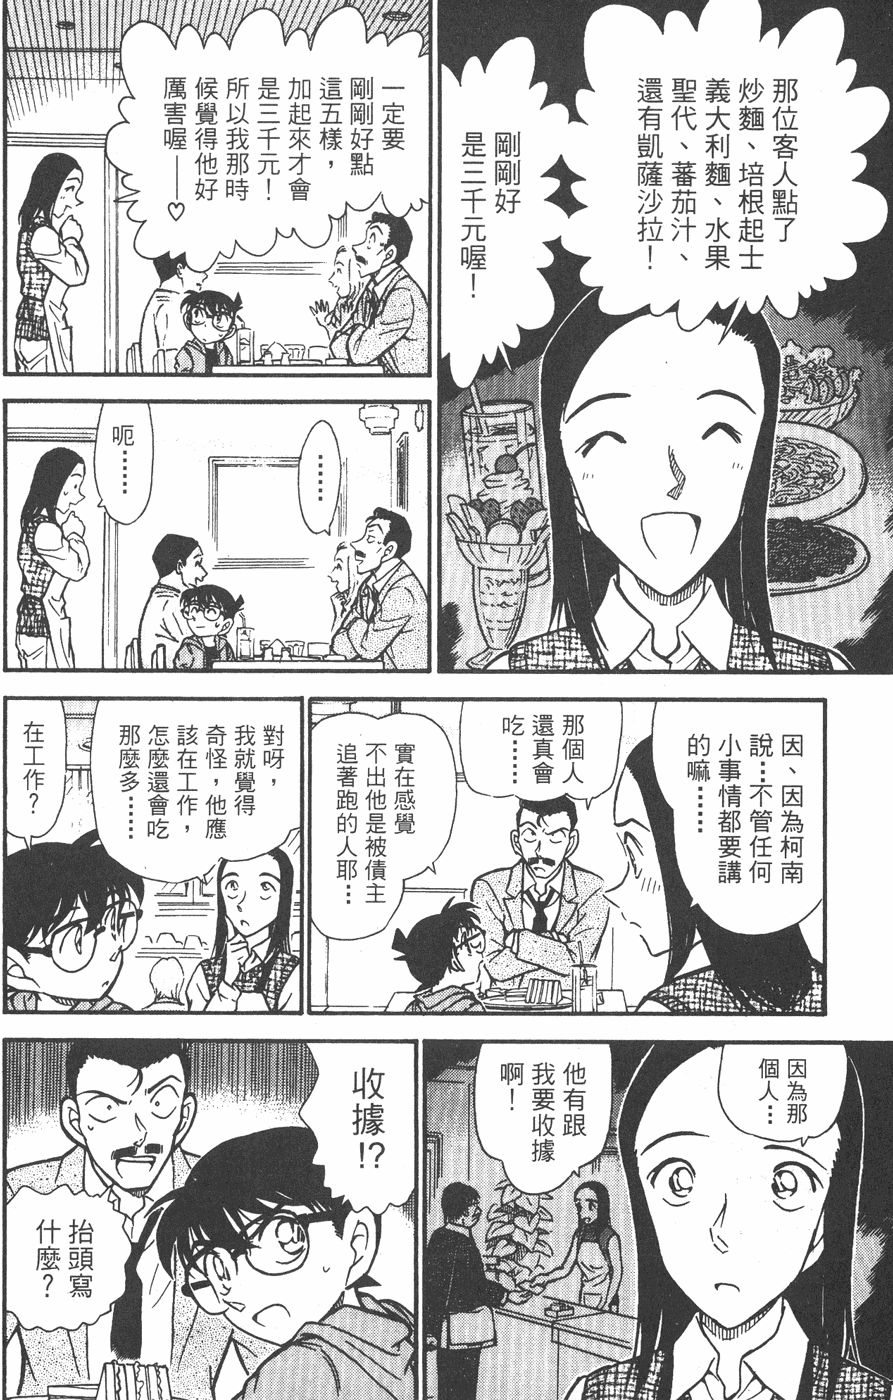 那位客人點了
炒麵、培根起士
義大利麵、水果
聖代、蕃茄汁、
還有凱薩沙拉！
剛剛好
是三千元喔！
一定要
剛剛好點
這五樣，
加起來才會
是三千元！
所以我那時
候覺得他好
厲害喔——♡
……
呃……
因、因為柯南
說…不管任何
小事情都要講
的嘛……
那個人
還真會
吃……
實在感覺
不出他是被債主
追著跑的人耶…
對呀，
我就覺得
奇怪，他應
該在工作，
怎麼還會吃
那麼多……
在工作？
因為那
個人…
他有跟
我要收據
啊！
收據！？
抬頭寫
什麼？